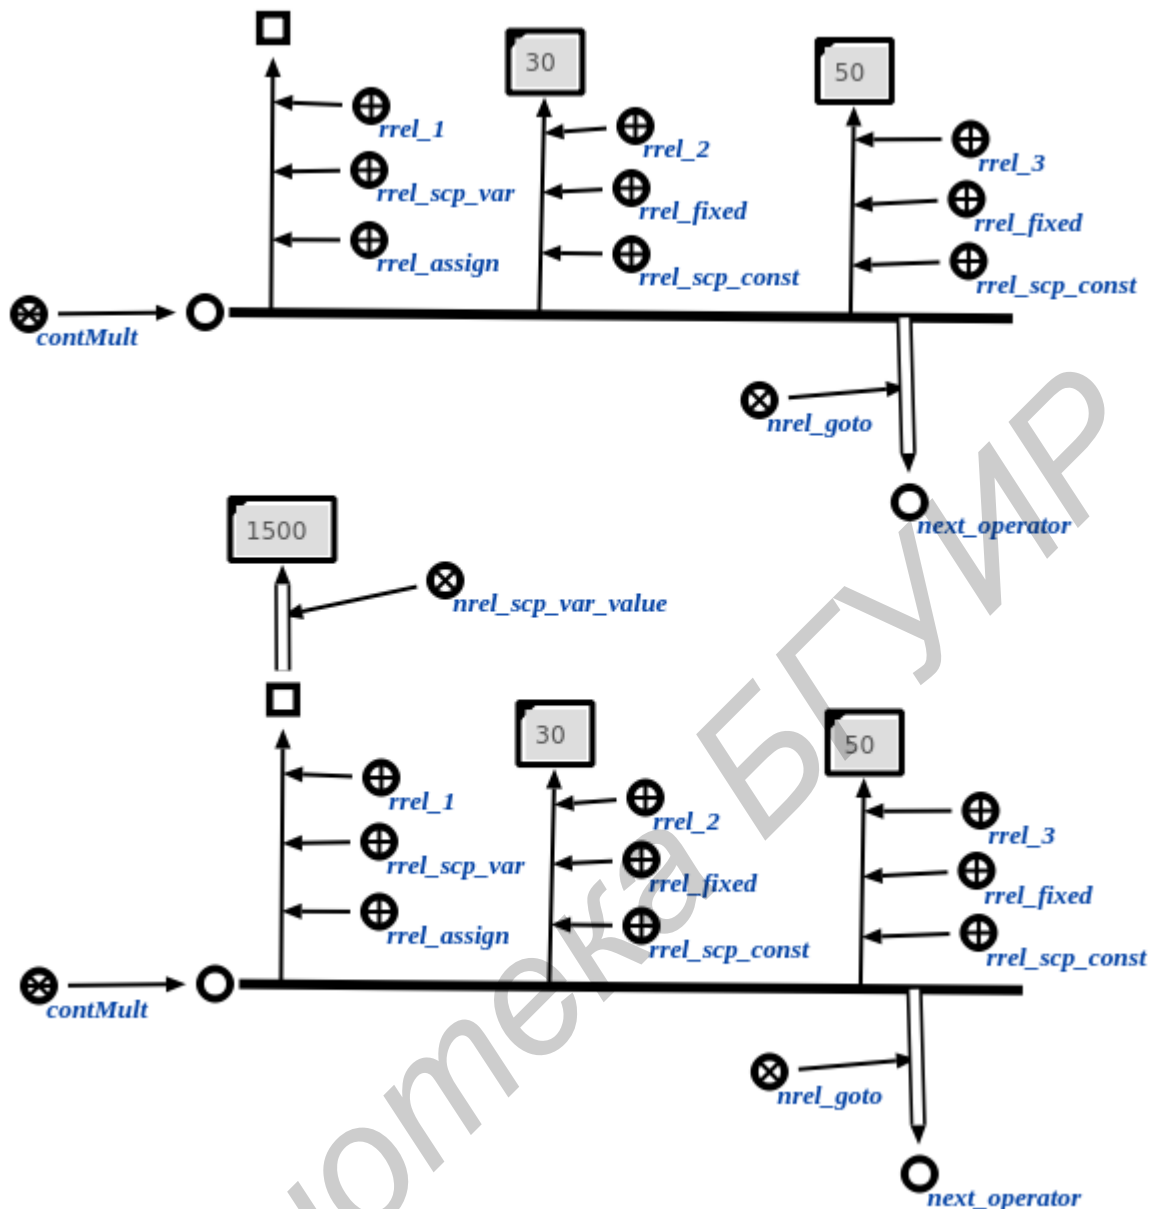 30
50
rrel_1
rrel_2
rrel_3
rrel_scp_var
rrel_fixed
rrel_fixed
rrel_assign
rrel_scp_const
rrel_scp_const
contMult
nrel_goto
next_operator
1500
nrel_scp_var_value
30
50
rrel_1
rrel_2
rrel_3
rrel_scp_var
rrel_fixed
rrel_fixed
rrel_assign
rrel_scp_const
rrel_scp_const
contMult
nrel_goto
next_operator
отека БГУИР